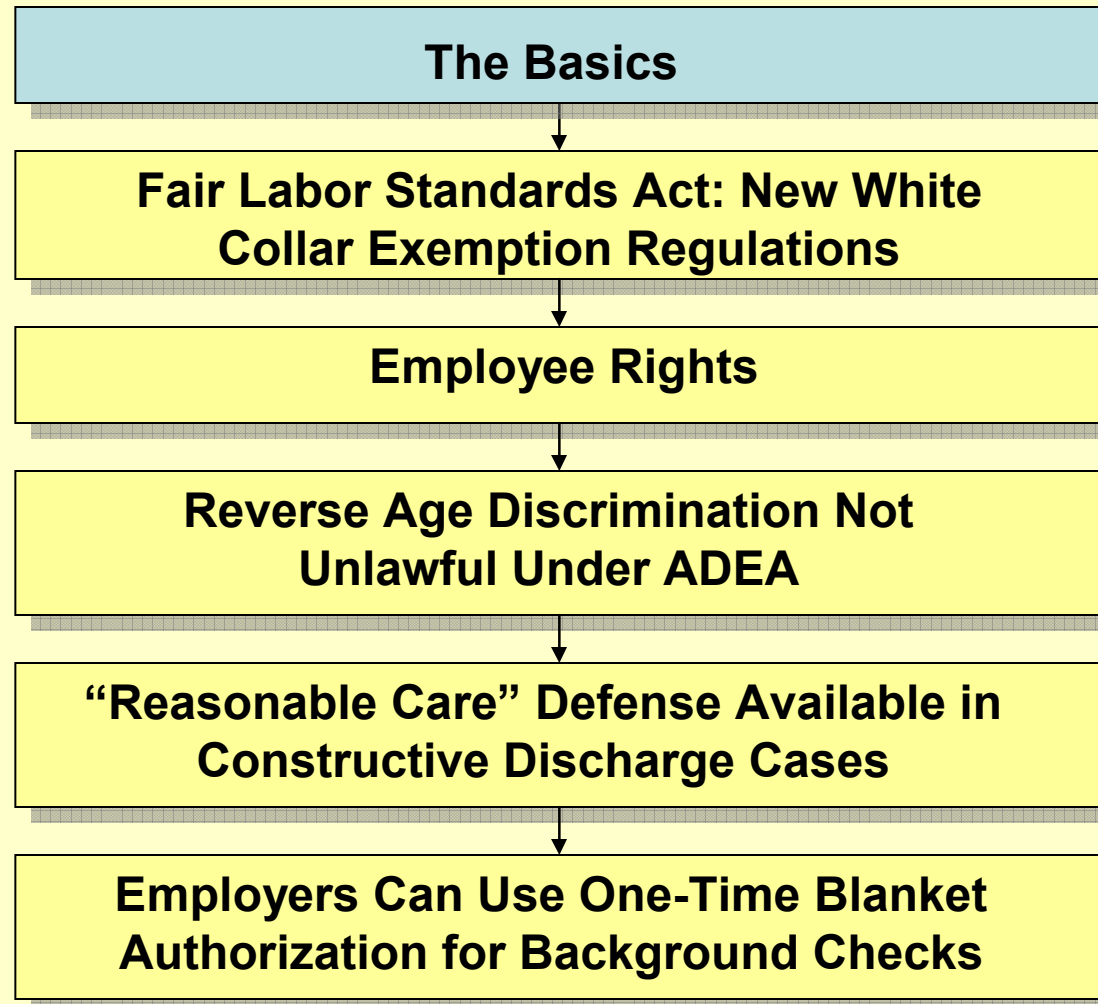 The Basics
Fair Labor Standards Act: New White
Collar Exemption Regulations
Employee Rights
Reverse Age Discrimination Not
Unlawful Under ADEA
“Reasonable Care” Defense Available in
Constructive Discharge Cases
Employers Can Use One-Time Blanket
Authorization for Background Checks